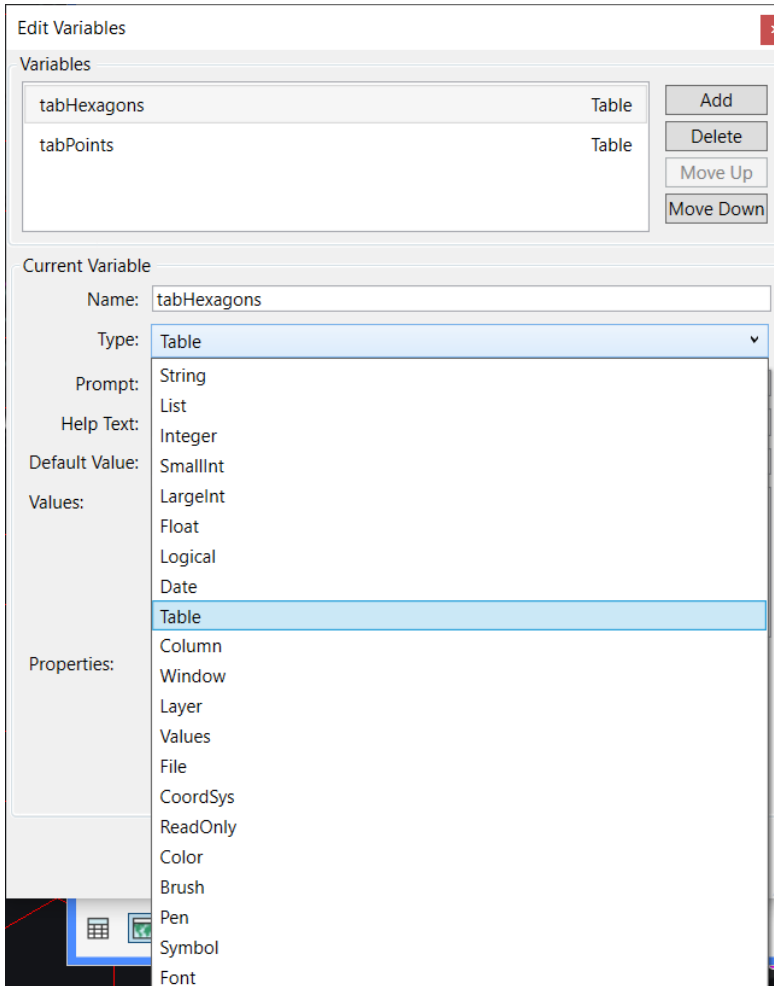 Edit Variables
Variables
tabHexagons Table
tabPoints Table
Add
Delete
Move Up
Move Down
Current Variable
Name: tabHexagons
Type: Table
Prompt:
Help Text:
Default Value:
Values:
Properties:
String
List
Integer
SmallInt
LargeInt
Float
Logical
Date
Table
Column
Window
Layer
Values
File
CoordSys
ReadOnly
Color
Brush
Pen
Symbol
Font